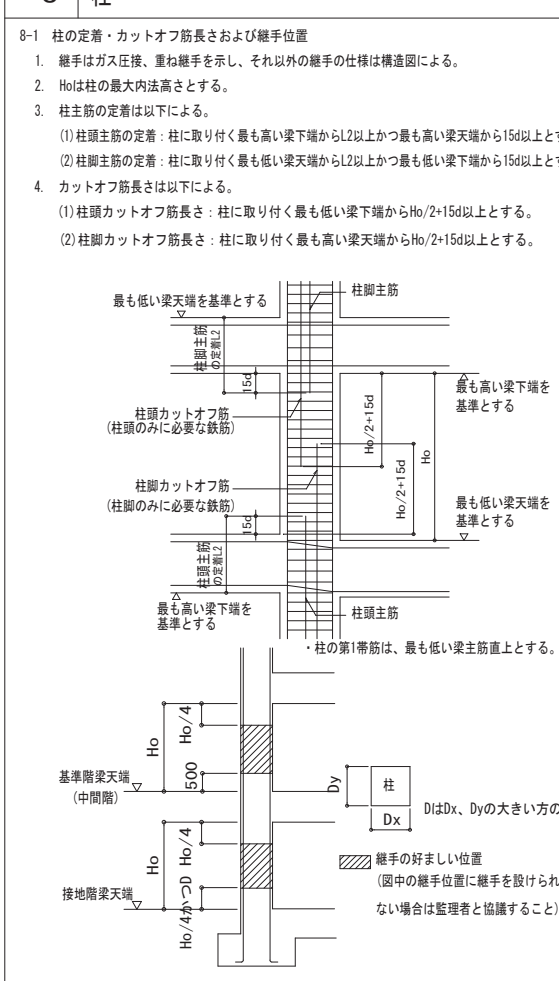 柱
8-1 柱の定着・カットオフ筋長さおよび継手位置
1. 継手はガス圧接、重ね継手を示し、それ以外の継手の仕様は構造図による。
2. Hoは柱の最大内法高さとする。
3. 柱主筋の定着は以下による。
(1)柱頭主筋の定着：柱に取り付く最も高い梁下端からL2以上かつ最も高い梁天端から15d以上と
(2)柱脚主筋の定着：柱に取り付く最も低い梁天端からL2以上かつ最も低い梁下端から15d以上と
4. カットオフ筋長さは以下による。
(1)柱頭カットオフ筋長さ：柱に取り付く最も低い梁下端からHo/2+15d以上とする。
(2)柱脚カットオフ筋長さ：柱に取り付く最も高い梁天端からHo/2+15d以上とする。
柱脚主筋
最も低い梁天端を基準とする
柱脚主筋
の定着L2
15d
最も高い梁下端を
基準とする
柱頭カットオフ筋
(柱頭のみに必要な鉄筋)
Ho/2+15d
Ho
柱脚カットオフ筋
(柱脚のみに必要な鉄筋)
Ho/2+15d
最も低い梁天端を
基準とする
15d
柱頭主筋
の定着L2
最も高い梁下端を
基準とする
柱頭主筋
・柱の第1帯筋は、最も低い梁主筋直上とする。
Ho
Ho/4
500
基準階梁天端
(中間階)
Dy
柱
Dx
DはDx、Dyの大きい方の
Ho
Ho/4
Ho/4かつD
接地階梁天端
継手の好ましい位置
(図中の継手位置に継手を設けられ
ない場合は監理者と協議すること)